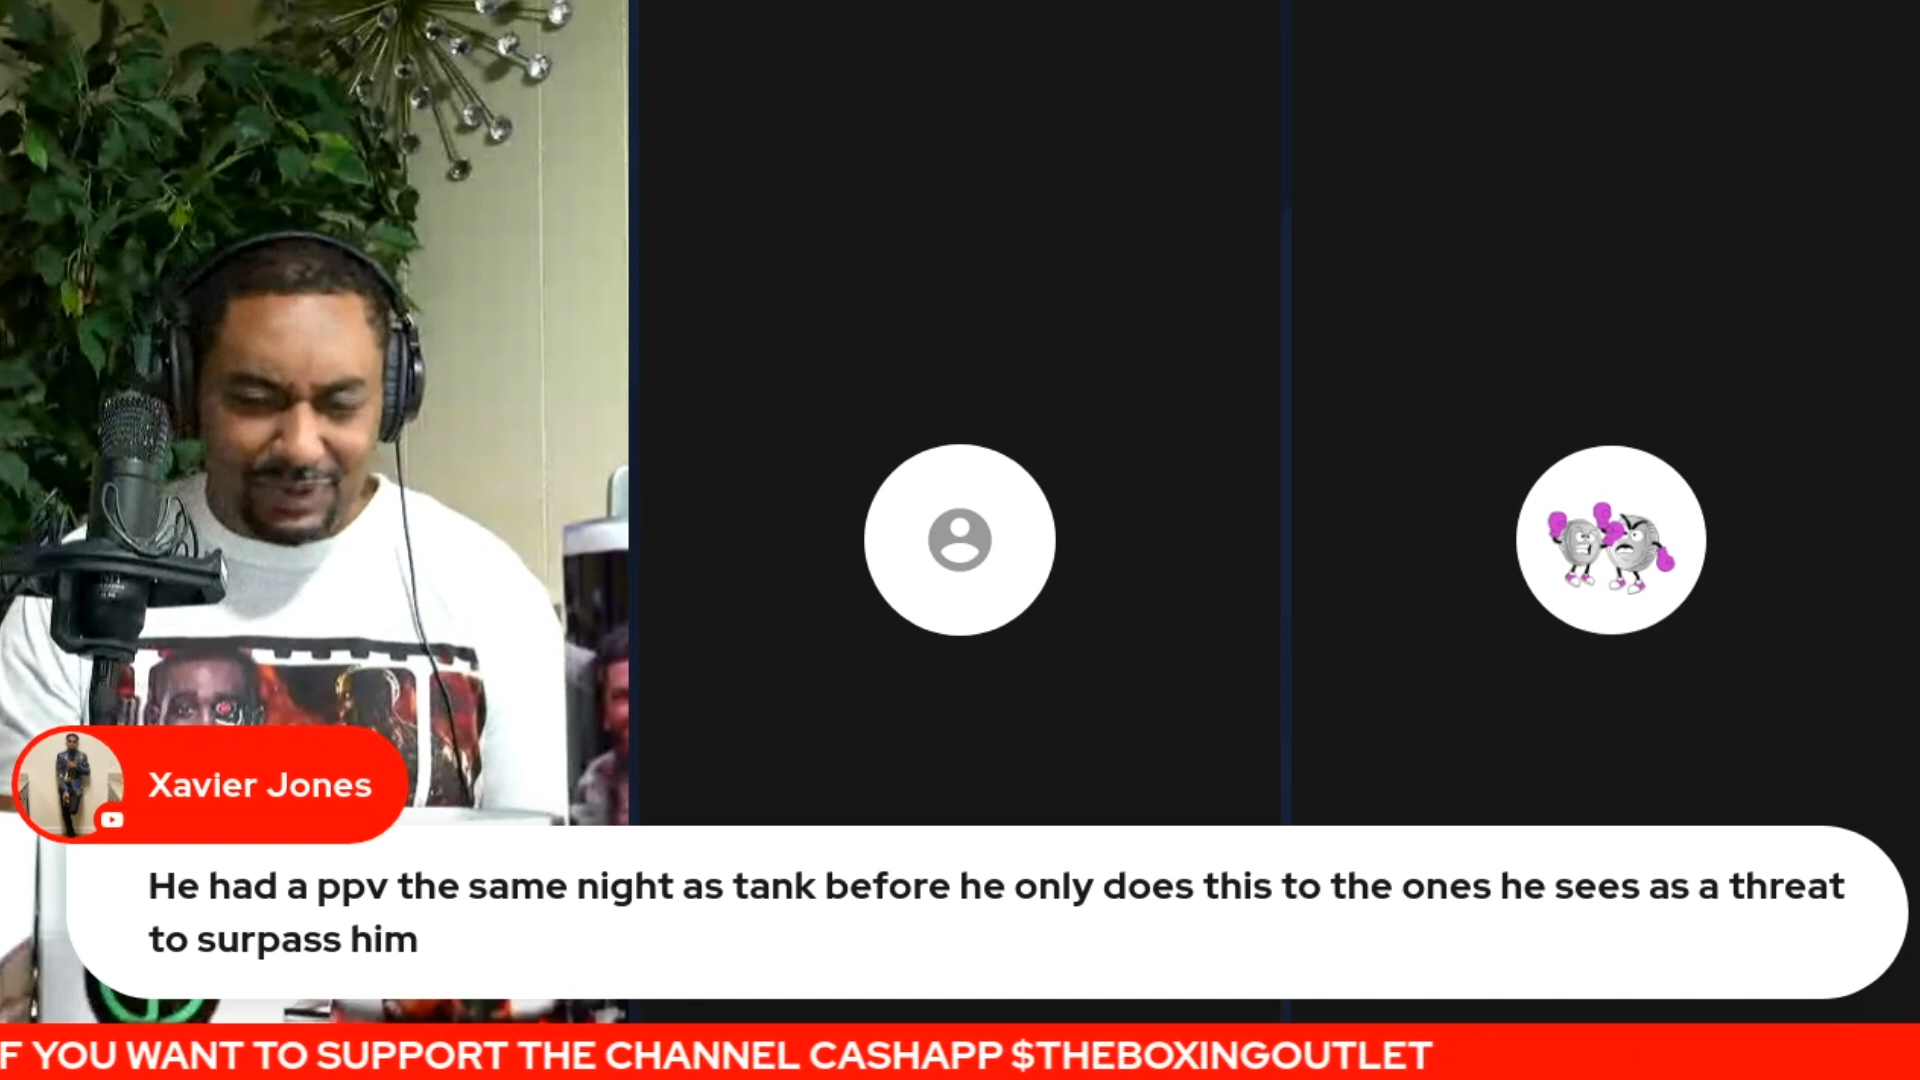 Xavier Jones
He had a ppv the same night as tank before he only does this to the ones he sees as a threat
to surpass him
F YOU WANT TO SUPPORT THE CHANNEL CASHAPP $THEBOXINGOUTLET